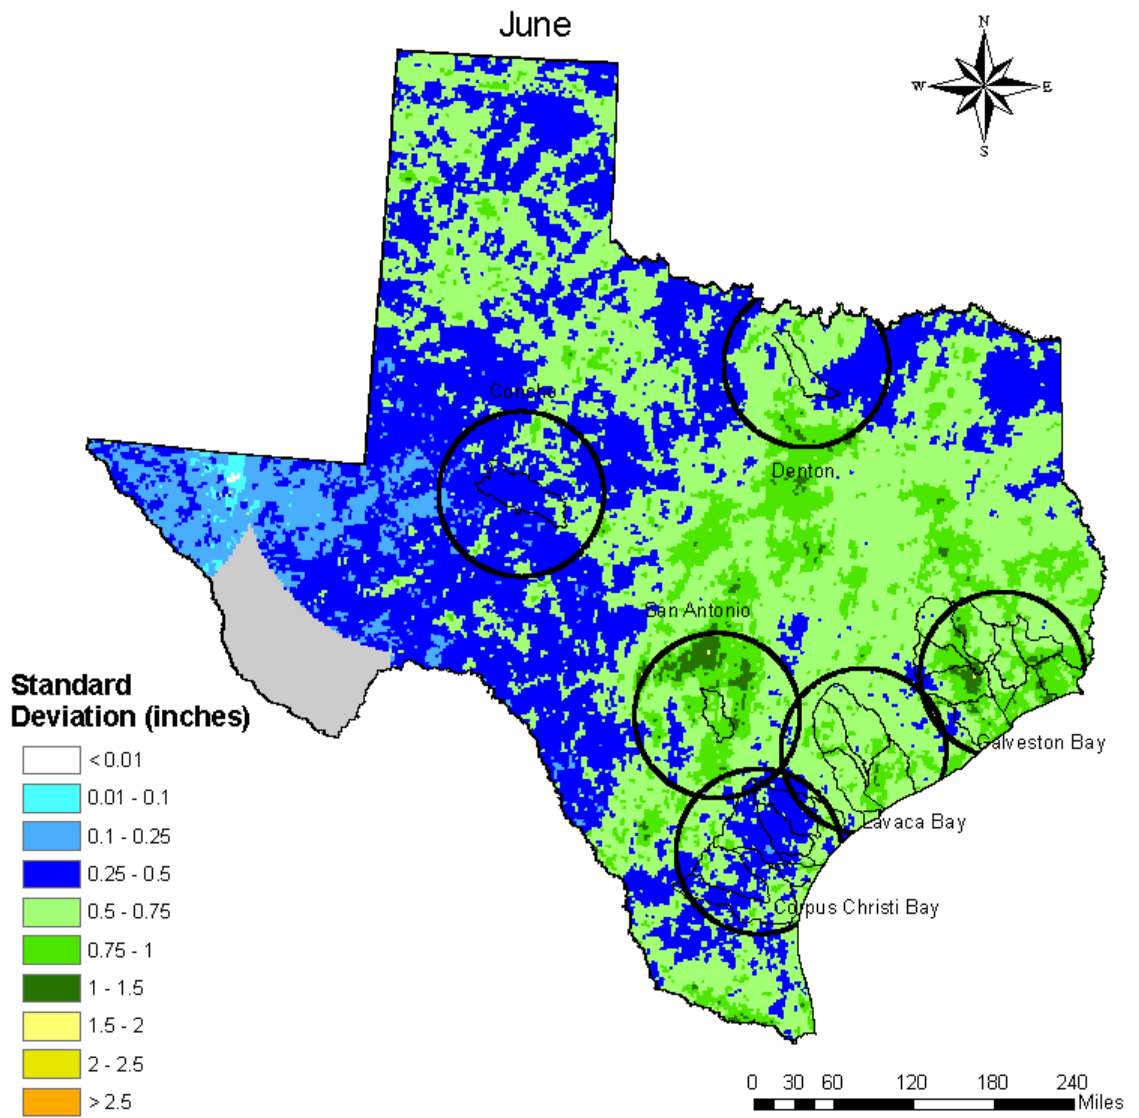 June
N
W
E
S
Concho
Denton
San Antonio
Galveston Bay
Lavaca Bay
Corpus Christi Bay
Standard
Deviation (inches)
< 0.01
0.01 - 0.1
0.1 - 0.25
0.25 - 0.5
0.5 - 0.75
0.75 - 1
1 - 1.5
1.5 - 2
2 - 2.5
> 2.5
0 30 60 120 180 240
Miles